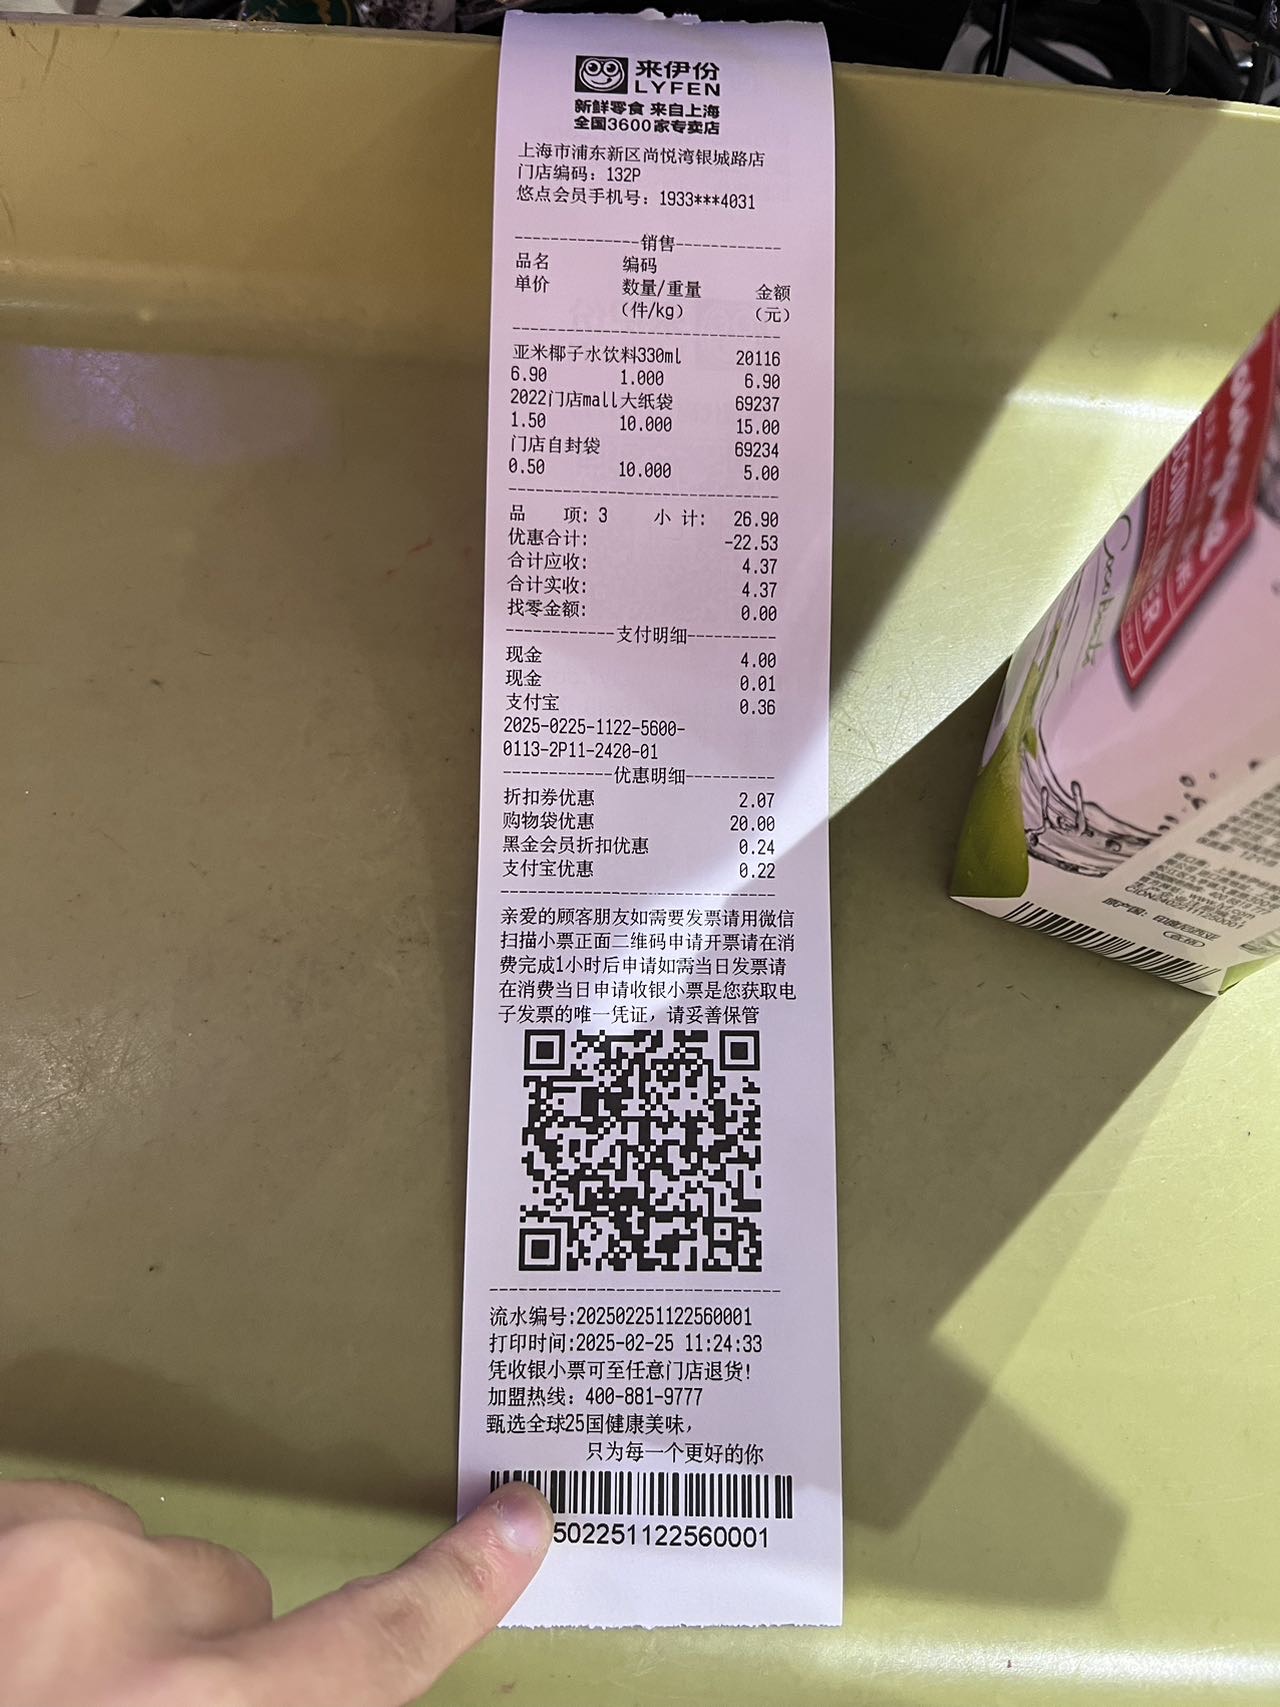 来伊份
LYFEN
新鲜零食 来自上海
全国3600家专卖店
上海市浦东新区尚悦湾银城路店
门店编码：132P
悠点会员手机号：1933***4031
--------------销售------------
品名 编码
单价 数量/重量 金额
（件/kg） （元）
------------------------------
亚米椰子水饮料330ml 20116
6.90 1.000 6.90
2022门店mall大纸袋 69237
1.50 10.000 15.00
门店自封袋 69234
0.50 10.000 5.00
------------------------------
品 项: 3 小 计: 26.90
优惠合计: -22.53
合计应收: 4.37
合计实收: 4.37
找零金额: 0.00
------------支付明细----------
现金 4.00
现金 0.01
支付宝 0.36
2025-0225-1122-5600-
0113-2P11-2420-01
------------优惠明细----------
折扣券优惠 2.07
购物袋优惠 20.00
黑金会员折扣优惠 0.24
支付宝优惠 0.22
------------------------------
亲爱的顾客朋友如需要发票请用微信
扫描小票正面二维码申请开票请在消
费完成1小时后申请如需当日发票请
在消费当日申请收银小票是您获取电
子发票的唯一凭证，请妥善保管
------------------------------
流水编号:202502251122560001
打印时间:2025-02-25 11:24:33
凭收银小票可至任意门店退货!
加盟热线：400-881-9777
甄选全球25国健康美味，
只为每一个更好的你
502251122560001
原产国：印度尼西亚